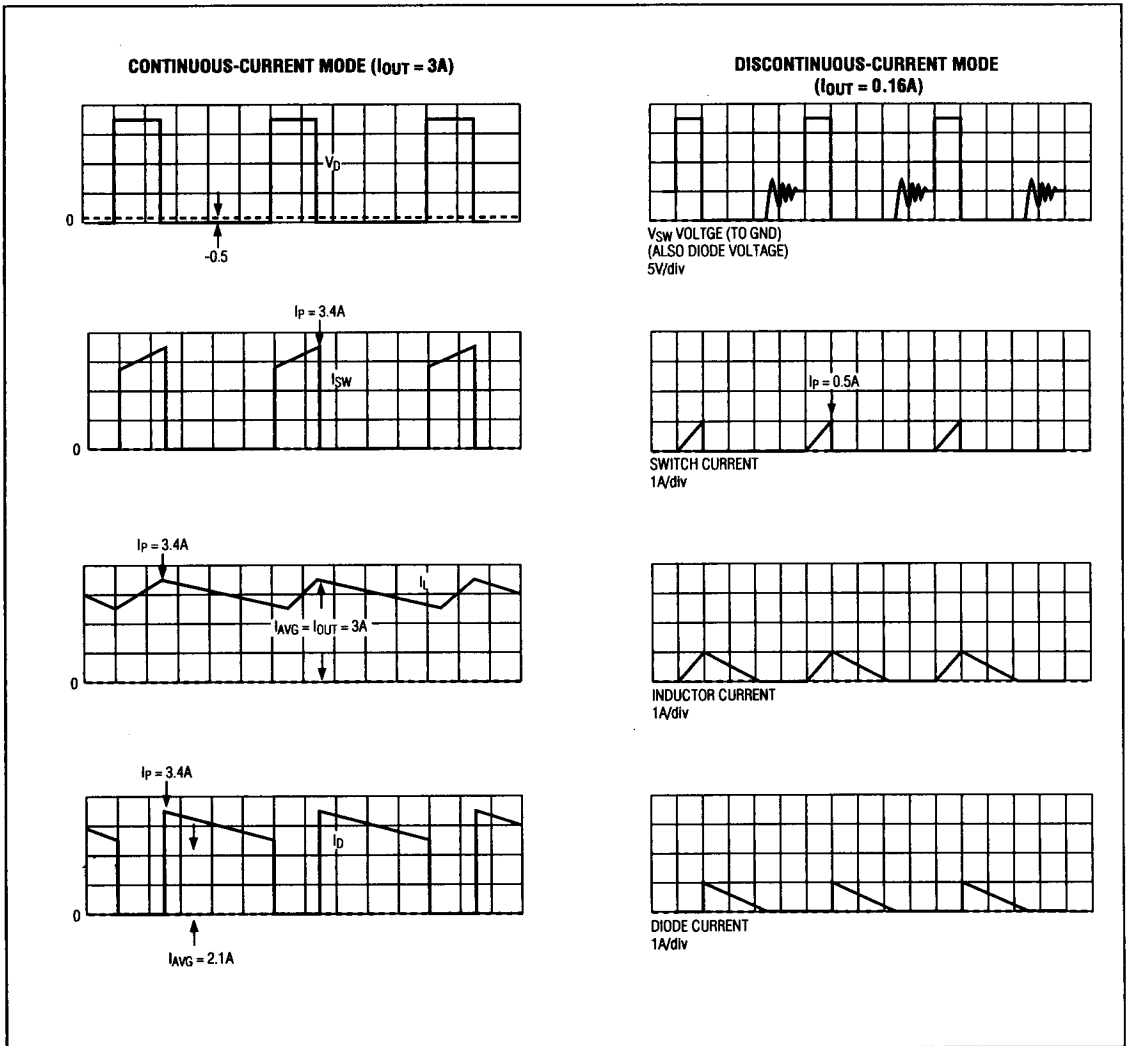 CONTINUOUS-CURRENT MODE (IOUT = 3A)
VD
0
-0.5
IP = 3.4A
ISW
0
IP = 3.4A
IL
IAVG = IOUT = 3A
0
IP = 3.4A
ID
0
IAVG = 2.1A
DISCONTINUOUS-CURRENT MODE
(IOUT = 0.16A)
VSW VOLTGE (TO GND)
(ALSO DIODE VOLTAGE)
5V/div
IP = 0.5A
SWITCH CURRENT
1A/div
INDUCTOR CURRENT
1A/div
DIODE CURRENT
1A/div